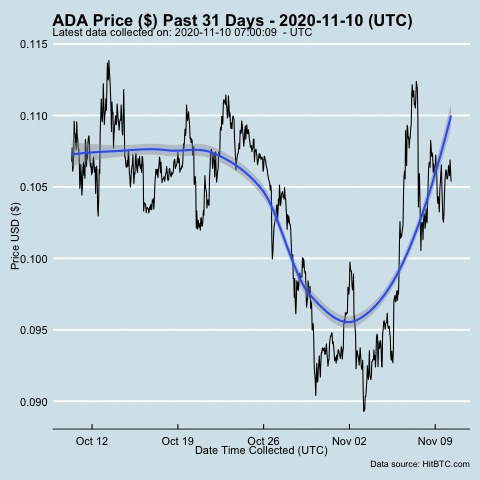 ADA Price ($) Past 31 Days - 2020-11-10 (UTC)
Latest data collected on: 2020-11-10 07:00:09  - UTC
0.115
0.110
0.105
0.100
0.095
0.090
Price USD ($)
Oct 12
Oct 19
Oct 26
Nov 02
Nov 09
Date Time Collected (UTC)
Data source: HitBTC.com